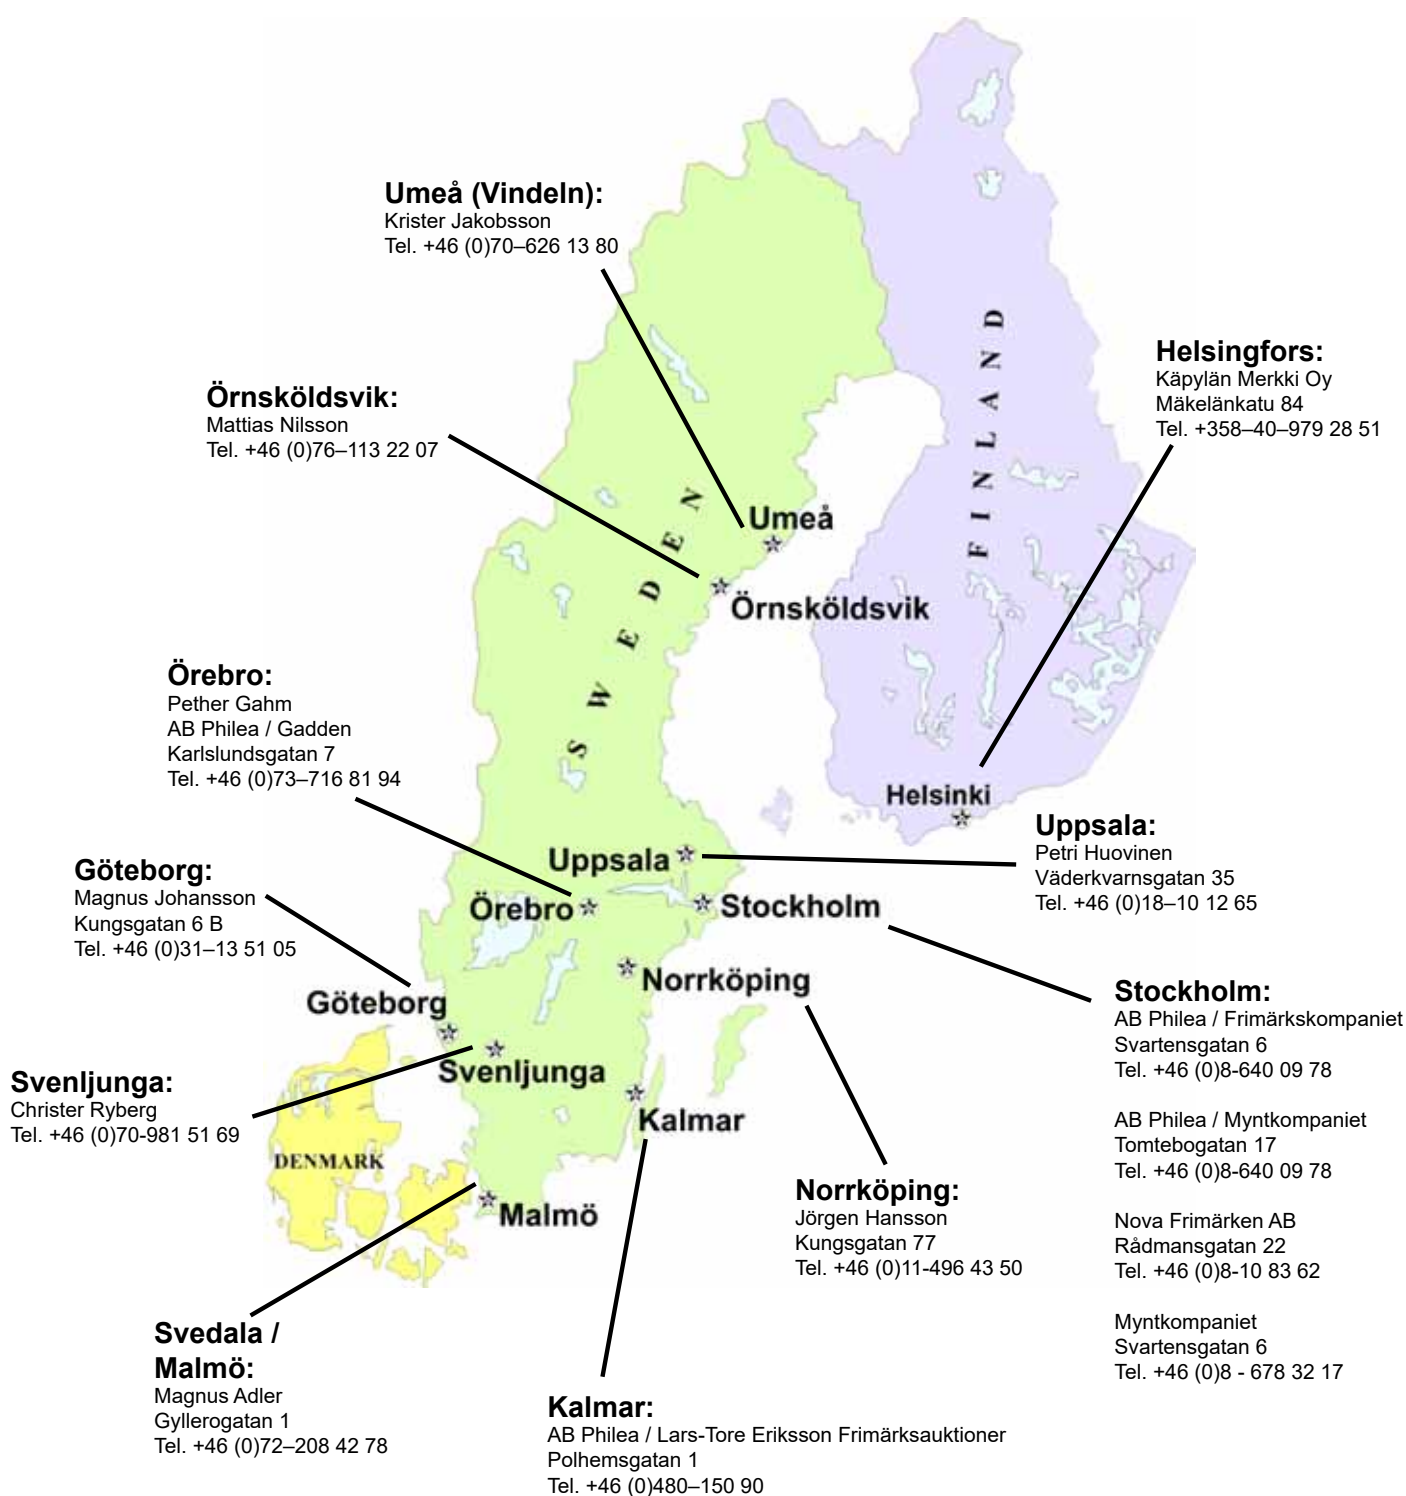 Umeå (Vindeln):
Krister Jakobsson
Tel. +46 (0)70–626 13 80
Helsingfors:
Käpylän Merkki Oy
Mäkelänkatu 84
Tel. +358–40–979 28 51
Örnsköldsvik:
Mattias Nilsson
Tel. +46 (0)76–113 22 07
FINLAND
SWEDEN
Umeå
Örnsköldsvik
Örebro:
Pether Gahm
AB Philea / Gadden
Karlslundsgatan 7
Tel. +46 (0)73–716 81 94
Helsinki
Uppsala:
Petri Huovinen
Väderkvarnsgatan 35
Tel. +46 (0)18–10 12 65
Uppsala
Göteborg:
Magnus Johansson
Kungsgatan 6 B
Tel. +46 (0)31–13 51 05
Örebro
Stockholm
Norrköping
Göteborg
Stockholm:
AB Philea / Frimärkskompaniet
Svartensgatan 6
Tel. +46 (0)8-640 09 78
AB Philea / Myntkompaniet
Tomtebogatan 17
Tel. +46 (0)8-640 09 78
Nova Frimärken AB
Rådmansgatan 22
Tel. +46 (0)8-10 83 62
Myntkompaniet
Svartensgatan 6
Tel. +46 (0)8 - 678 32 17
Svenljunga:
Christer Ryberg
Tel. +46 (0)70-981 51 69
Svenljunga
Kalmar
DENMARK
Malmö
Norrköping:
Jörgen Hansson
Kungsgatan 77
Tel. +46 (0)11-496 43 50
Svedala /
Malmö:
Magnus Adler
Gyllerogatan 1
Tel. +46 (0)72–208 42 78
Kalmar:
AB Philea / Lars-Tore Eriksson Frimärksauktioner
Polhemsgatan 1
Tel. +46 (0)480–150 90